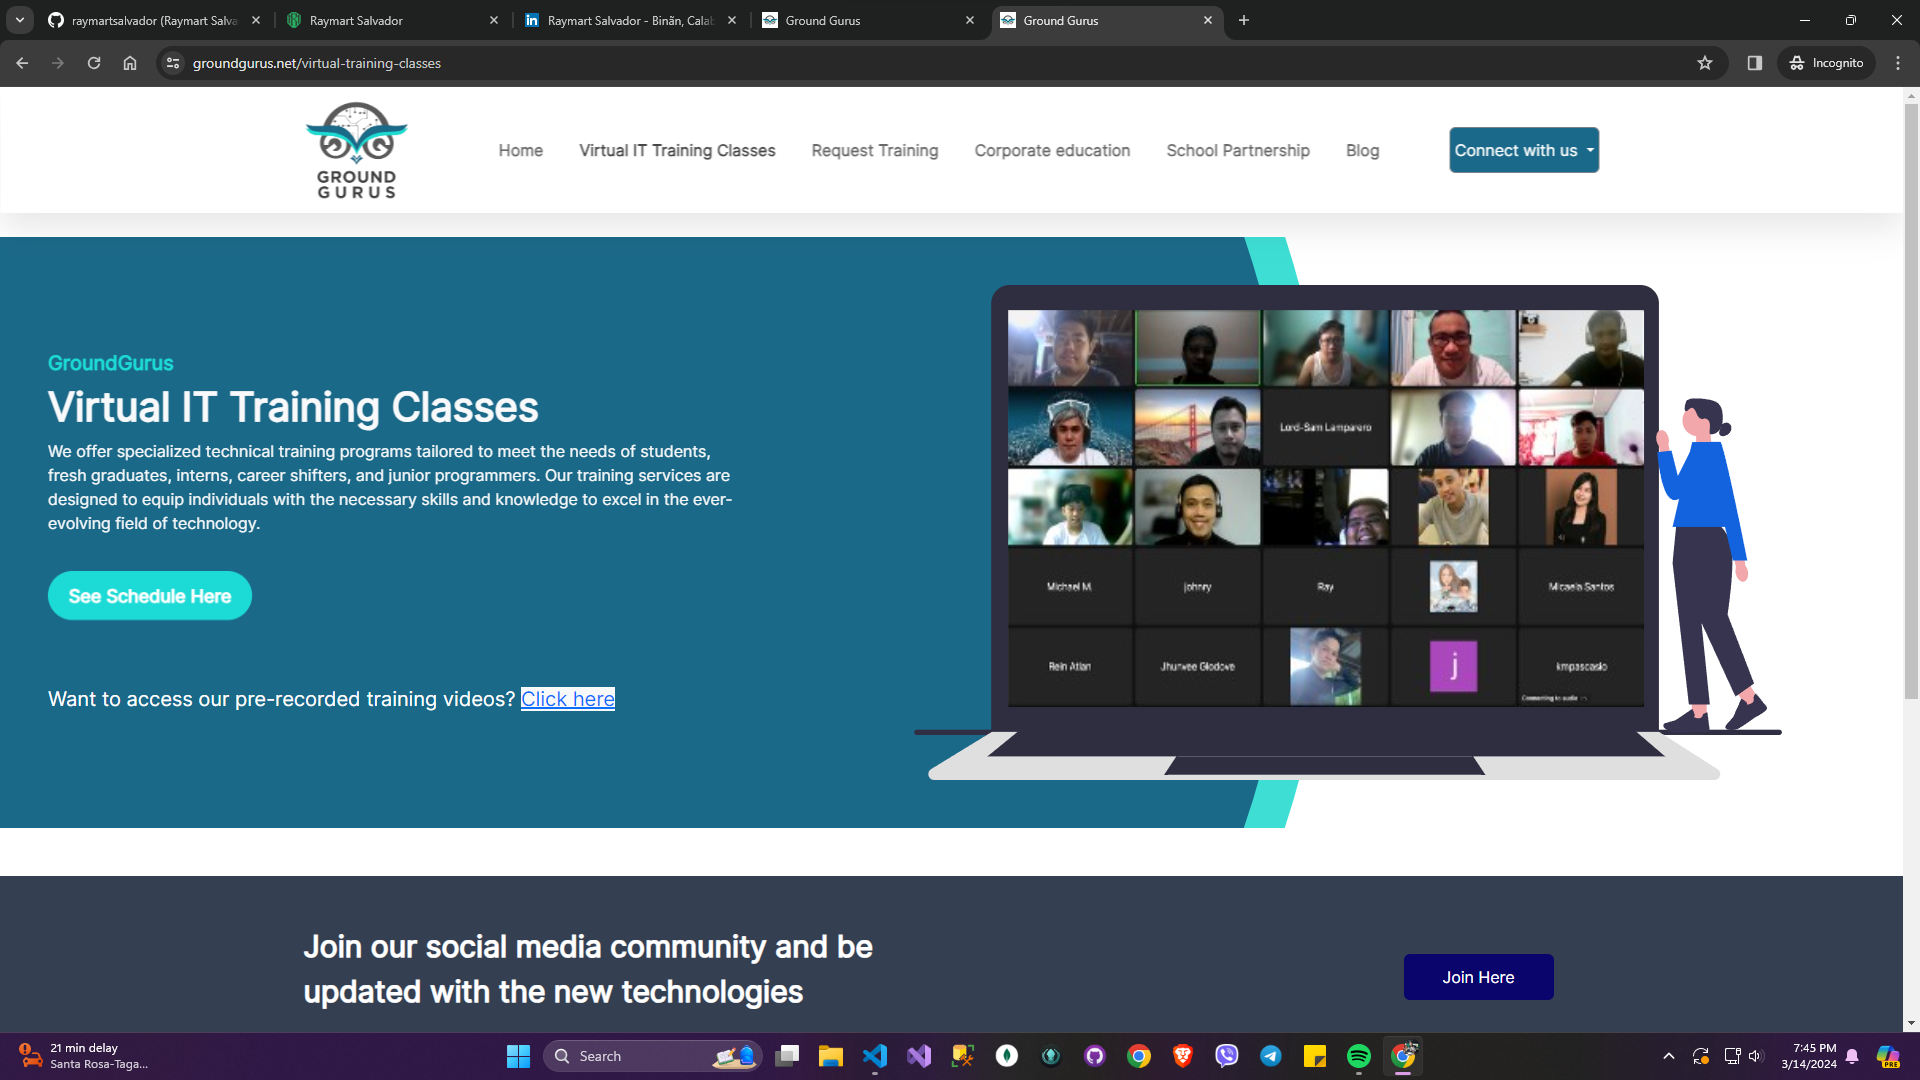 raymartsalvador (Raymart Salva
Raymart Salvador
Raymart Salvador - Biñan, Calab
Ground Gurus
Ground Gurus
groundgurus.net/virtual-training-classes
Incognito
GROUND
GURUS
Home
Virtual IT Training Classes
Request Training
Corporate education
School Partnership
Blog
Connect with us
GroundGurus
Virtual IT Training Classes
We offer specialized technical training programs tailored to meet the needs of students,
fresh graduates, interns, career shifters, and junior programmers. Our training services are
designed to equip individuals with the necessary skills and knowledge to excel in the ever-
evolving field of technology.
See Schedule Here
Want to access our pre-recorded training videos? Click here
Lord-Sam Lamparero
Michael M.
johnry
Ray
Micaela Santos
Rein Atian
Jhunvee Glodove
j
kmpascasio
Connecting to audio
Join our social media community and be
updated with the new technologies
Join Here
21 min delay
Santa Rosa-Taga...
Search
7:45 PM
3/14/2024
PRE